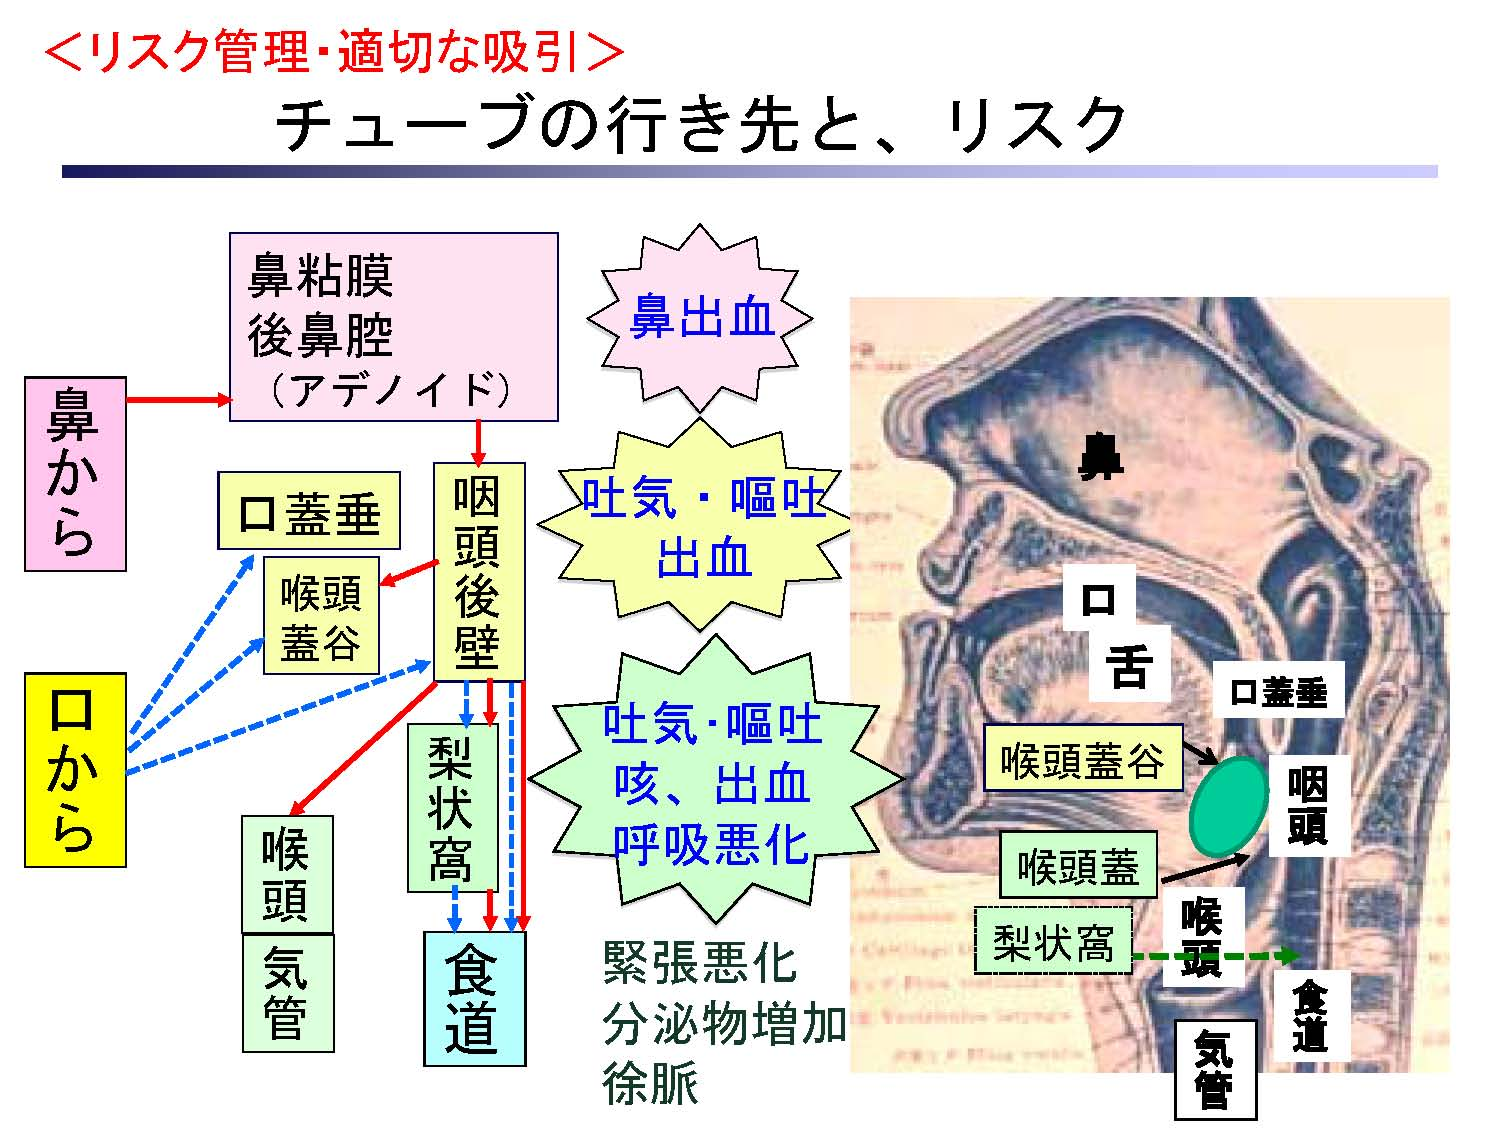 ＜リスク管理・適切な吸引＞
チューブの行き先と、リスク
鼻から
鼻粘膜
後鼻腔
（アデノイド）
口蓋垂
喉頭
蓋谷
咽頭後壁
口から
梨状窩
喉頭
気管
食道
鼻出血
吐気・嘔吐
出血
吐気・嘔吐
咳、出血
呼吸悪化
緊張悪化
分泌物増加
徐脈
鼻
口
舌
口蓋垂
喉頭蓋谷
咽頭
喉頭蓋
喉頭
梨状窩
食道
気管